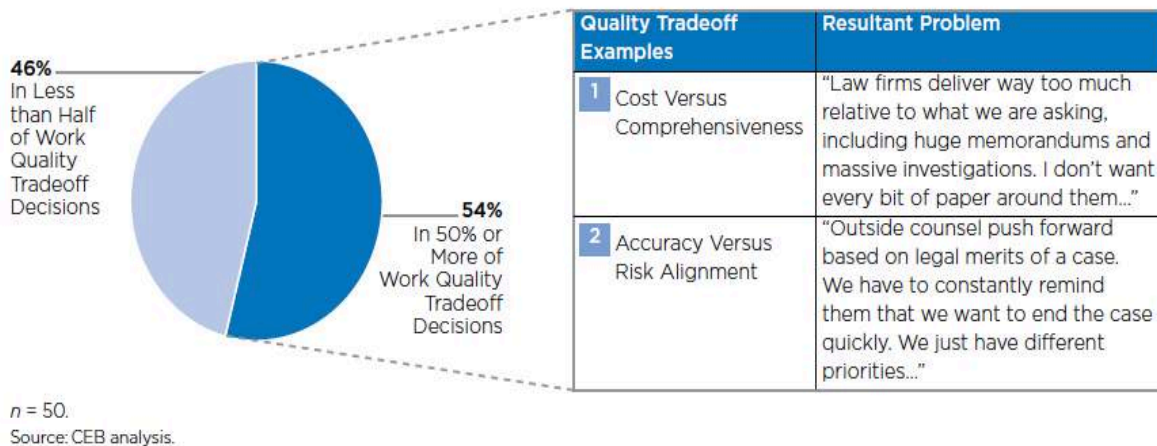 46%
In Less
than Half
of Work
Quality
Tradeoff
Decisions
54%
In 50% or
More of
Work Quality
Tradeoff
Decisions
Quality Tradeoff
Examples
Resultant Problem
1 Cost Versus
Comprehensiveness
“Law firms deliver way too much
relative to what we are asking,
including huge memorandums and
massive investigations. I don’t want
every bit of paper around them...”
2 Accuracy Versus
Risk Alignment
“Outside counsel push forward
based on legal merits of a case.
We have to constantly remind
them that we want to end the case
quickly. We just have different
priorities...”
n = 50.
Source: CEB analysis.